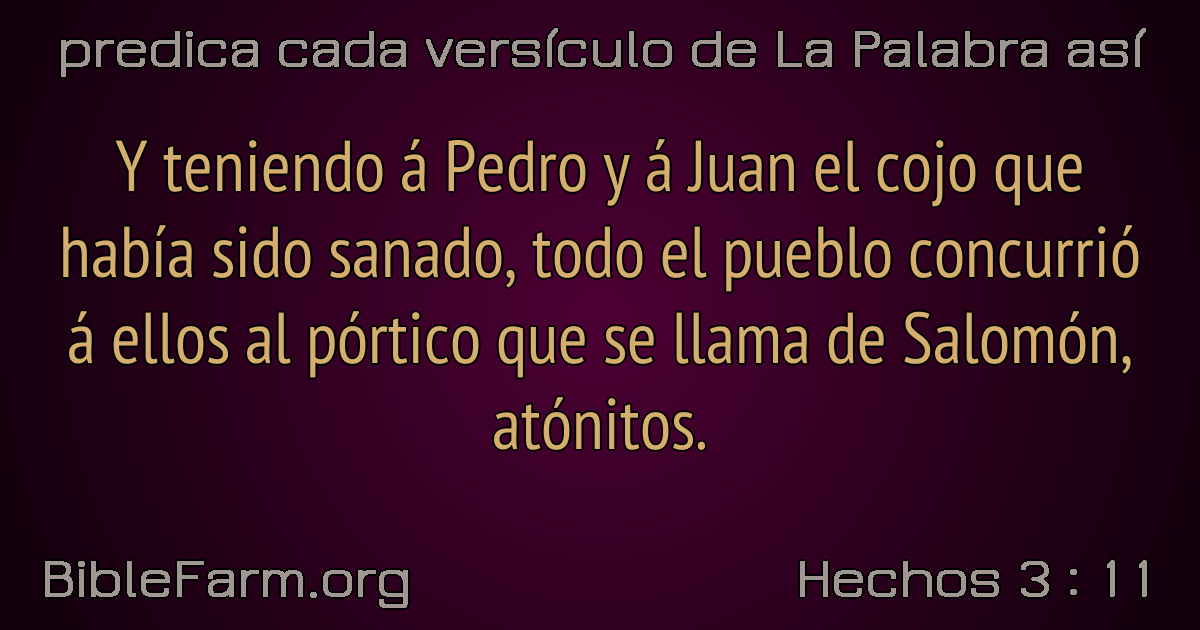 predica cada versículo de La Palabra así
Y teniendo á Pedro y á Juan el cojo que
había sido sanado, todo el pueblo concurrió
á ellos al pórtico que se llama de Salomón,
atónitos.
BibleFarm.org
Hechos 3 : 11